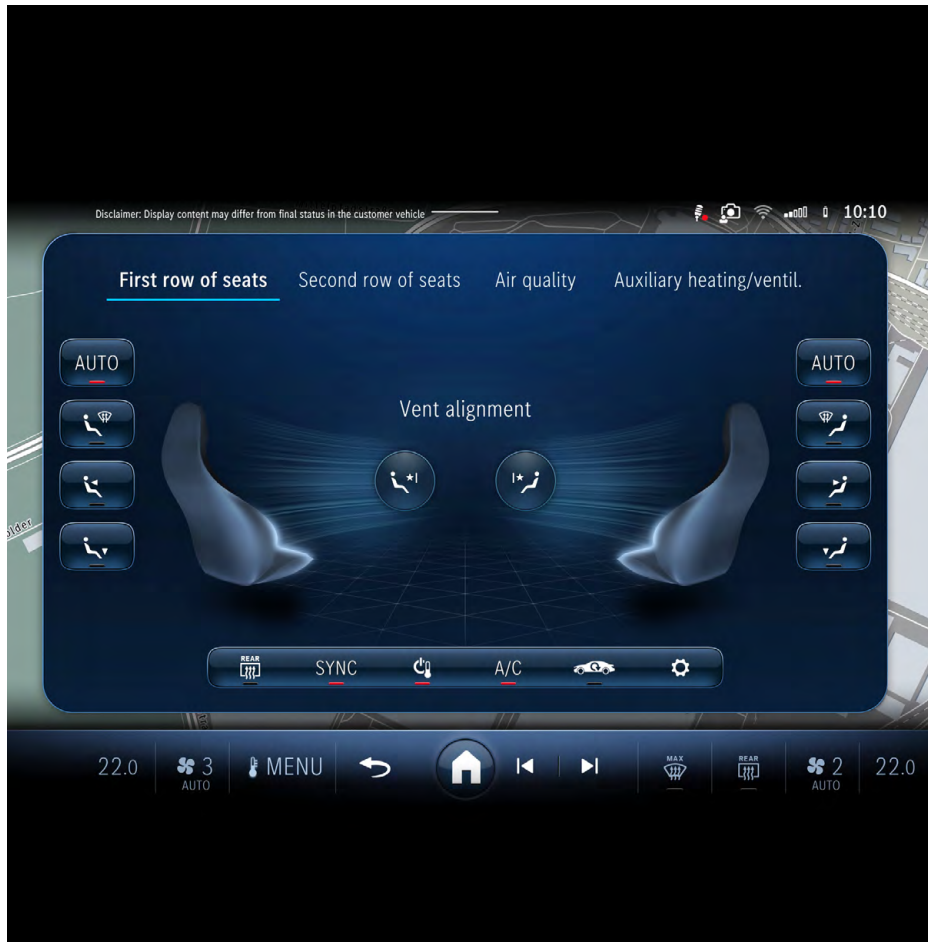 Disclaimer: Display content may differ from final status in the customer vehicle
10:10
First row of seats
Second row of seats
Air quality
Auxiliary heating/ventil.
AUTO
AUTO
Vent alignment
older
REAR
SYNC
A/C
22.0
3
AUTO
MENU
MAX
REAR
2
AUTO
22.0